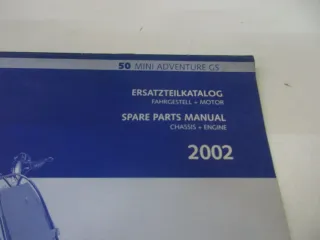 50 MINI ADVENTURE GS
ERSATZTEILKATALOG
FAHRGESTELL + MOTOR
SPARE PARTS MANUAL
CHASSIS + ENGINE
2002